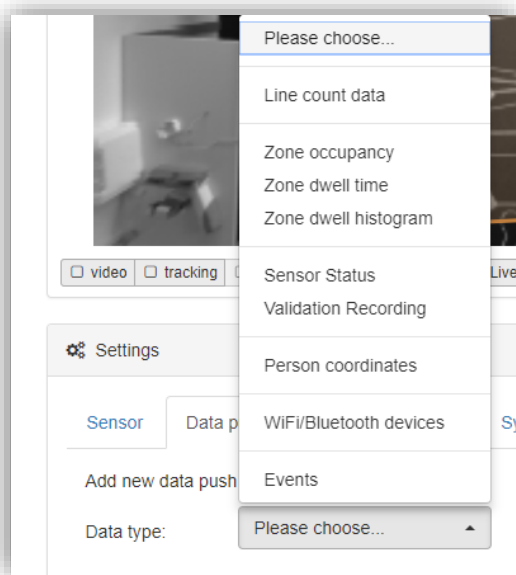 Please choose...
Line count data
Zone occupancy
Zone dwell time
Zone dwell histogram
Sensor Status
Validation Recording
Person coordinates
WiFi/Bluetooth devices
Events
video tracking Live
Settings
Sensor Data p Sy
Add new data push
Data type: Please choose...